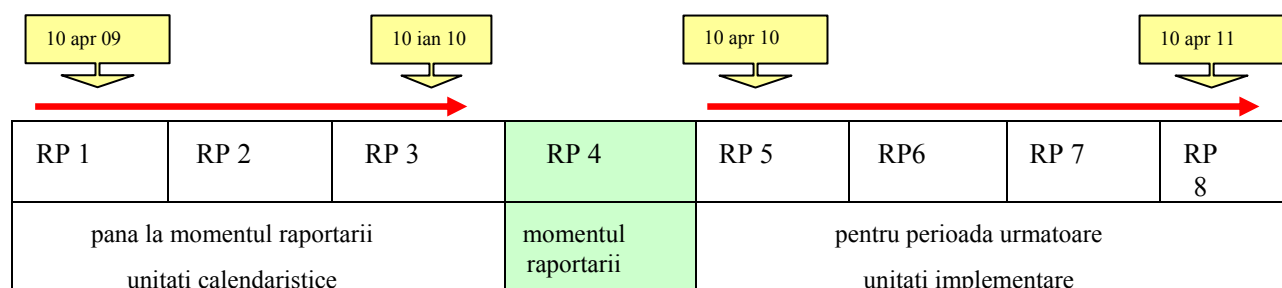 10 apr 09
10 ian 10
10 apr 10
10 apr 11
RP 1
RP 2
RP 3
RP 4
RP 5
RP6
RP 7
RP
8
pana la momentul raportarii
unitati calendaristice
momentul
raportarii
pentru perioada urmatoare
unitati implementare